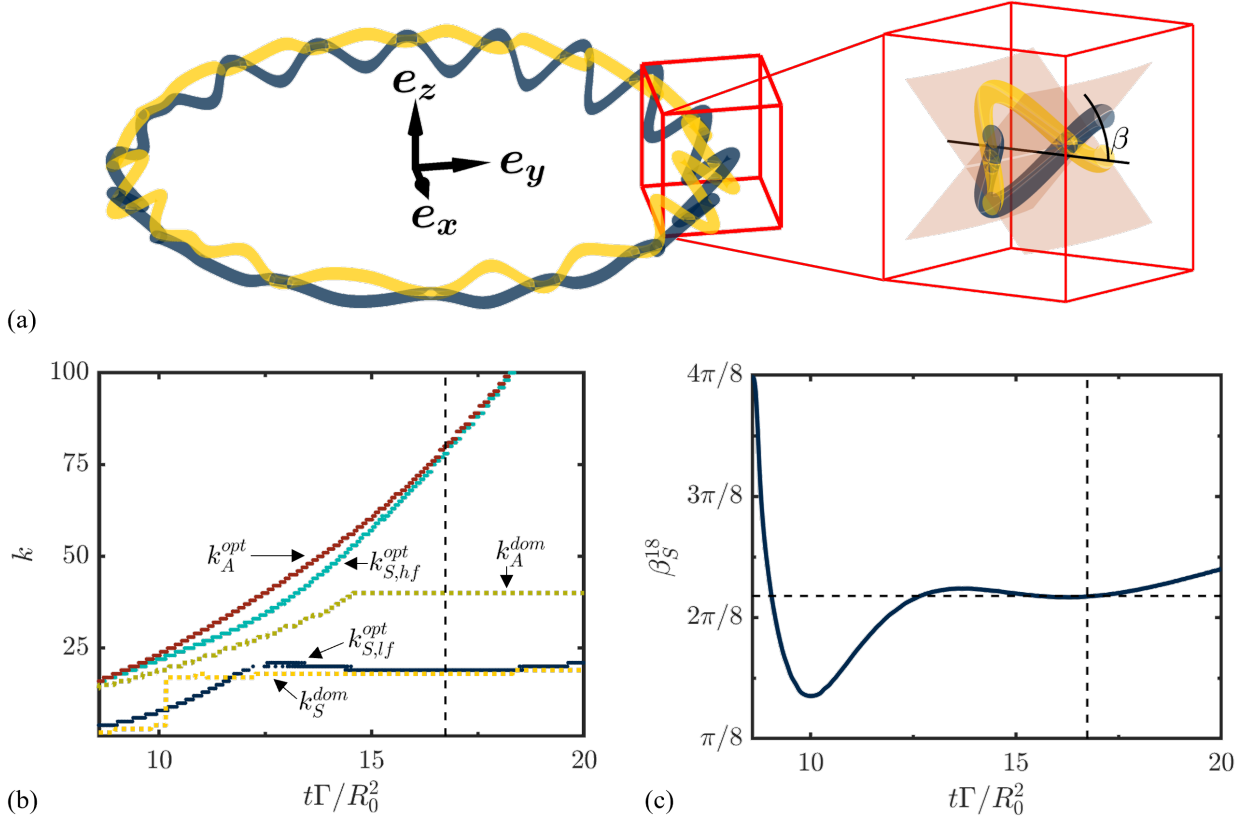 e_z
e_y
e_x
β
(a)
100
75
50
25
k
k_A^{opt}
k_{S,hf}^{opt}
k_A^{dom}
k_{S,lf}^{opt}
k_S^{dom}
10 15 20
tΓ/R_0^2
(b)
4π/8
3π/8
2π/8
π/8
β_S^{18}
10 15 20
tΓ/R_0^2
(c)